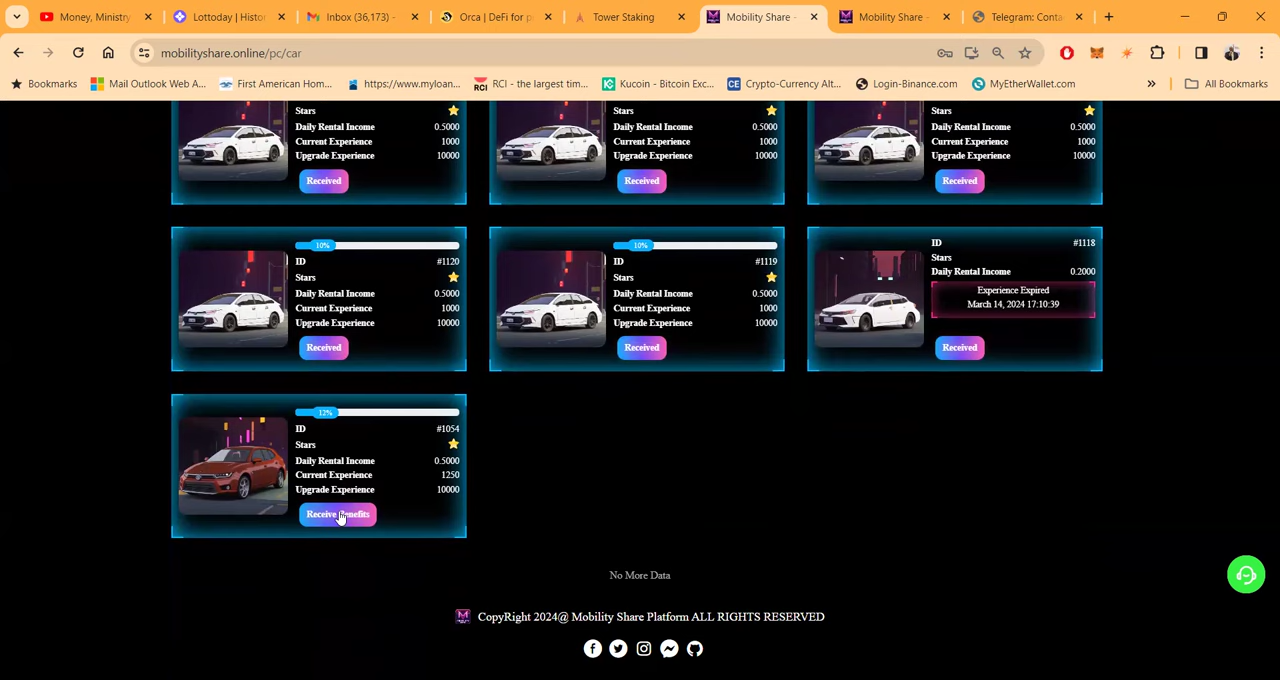 Money, Ministry
Lottoday | Histor
Inbox (36,173) -
Orca | DeFi for p
Tower Staking
Mobility Share -
Mobility Share -
Telegram: Conta
mobilityshare.online/pc/car
Bookmarks
Mail Outlook Web A...
First American Hom...
https://www.myloan...
RCI - the largest tim...
Kucoin - Bitcoin Exc...
Crypto-Currency Alt...
Login-Binance.com
MyEtherWallet.com
»
All Bookmarks
Stars
Daily Rental Income 0.5000
Current Experience 1000
Upgrade Experience 10000
Received
Stars
Daily Rental Income 0.5000
Current Experience 1000
Upgrade Experience 10000
Received
Stars
Daily Rental Income 0.5000
Current Experience 1000
Upgrade Experience 10000
Received
10%
ID #1120
Stars
Daily Rental Income 0.5000
Current Experience 1000
Upgrade Experience 10000
Received
10%
ID #1119
Stars
Daily Rental Income 0.5000
Current Experience 1000
Upgrade Experience 10000
Received
ID #1118
Stars
Daily Rental Income 0.2000
Experience Expired
March 14, 2024 17:10:39
Received
12%
ID #1054
Stars
Daily Rental Income 0.5000
Current Experience 1250
Upgrade Experience 10000
Receive Benefits
No More Data
CopyRight 2024@ Mobility Share Platform ALL RIGHTS RESERVED